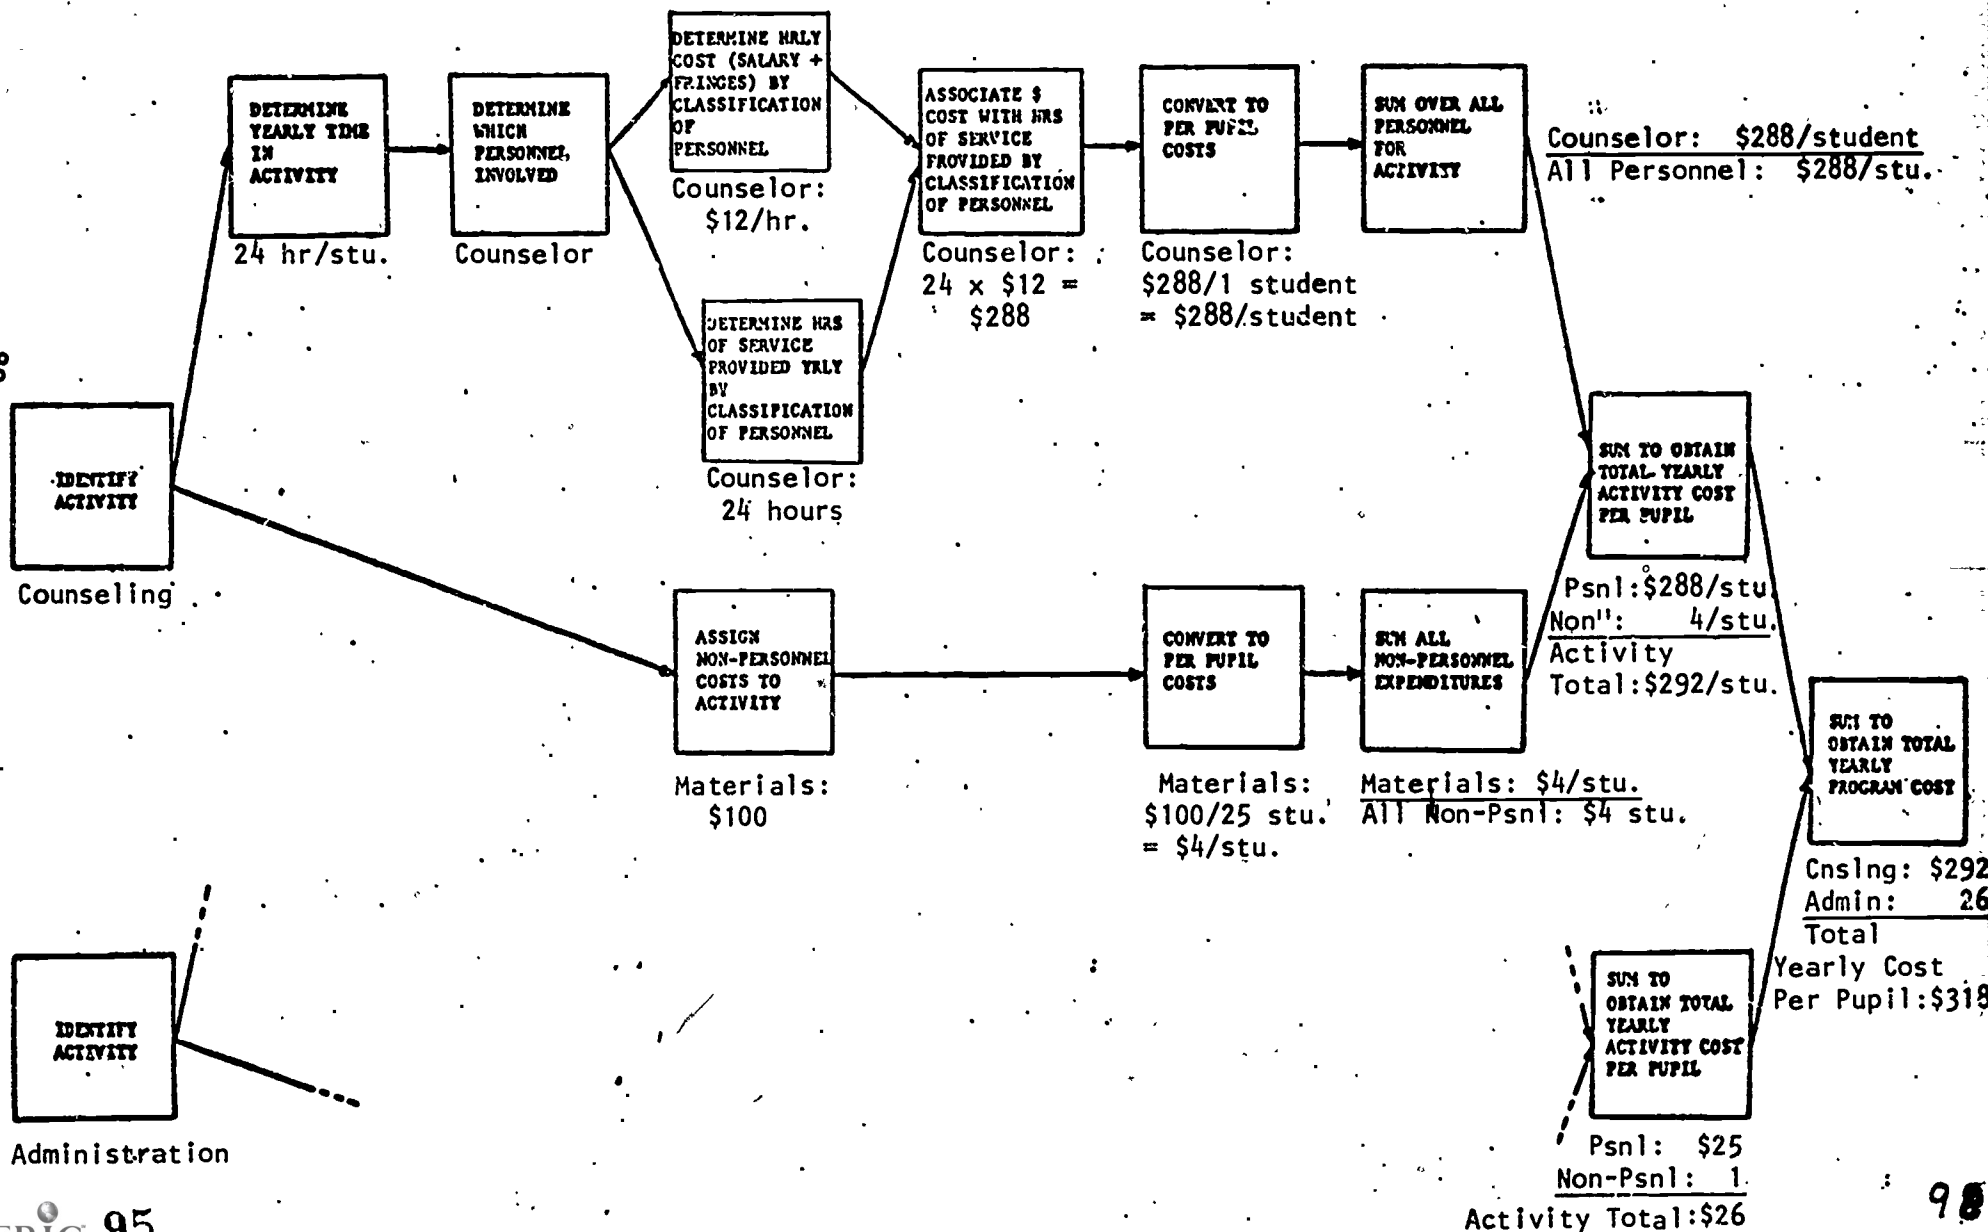 DETERMINE
YEARLY TIME
IN
ACTIVITY
24 hr/stu.
DETERMINE
WHICH
PERSONNEL
INVOLVED
Counselor
DETERMINE HRLY
COST (SALARY +
FRINGES) BY
CLASSIFICATION
OF
PERSONNEL
Counselor:
$12/hr.
DETERMINE HRS
OF SERVICE
PROVIDED YRLY
BY
CLASSIFICATION
OF PERSONNEL
Counselor:
24 hours
ASSOCIATE $
COST WITH HRS
OF SERVICE
PROVIDED BY
CLASSIFICATION
OF PERSONNEL
Counselor:
24 x $12 =
$288
CONVERT TO
PER PUPIL
COSTS
Counselor:
$288/1 student
= $288/student
SUM OVER ALL
PERSONNEL
FOR
ACTIVITY
Counselor: $288/student
All Personnel: $288/stu.
IDENTIFY
ACTIVITY
Counseling
ASSIGN
NON-PERSONNEL
COSTS TO
ACTIVITY
Materials:
$100
CONVERT TO
PER PUPIL
COSTS
Materials:
$100/25 stu.
= $4/stu.
SUM ALL
NON-PERSONNEL
EXPENDITURES
Materials: $4/stu.
All Non-Psnl: $4 stu.
SUM TO OBTAIN
TOTAL YEARLY
ACTIVITY COST
PER PUPIL
Psnl:$288/stu.
Non": 4/stu.
Activity
Total:$292/stu.
SUM TO
OBTAIN TOTAL
YEARLY
PROGRAM COST
Cnslng: $292
Admin: 26
Total
Yearly Cost
Per Pupil:$318
IDENTIFY
ACTIVITY
Administration
SUM TO
OBTAIN TOTAL
YEARLY
ACTIVITY COST
PER PUPIL
Psnl: $25
Non-Psnl: 1
Activity Total:$26
95